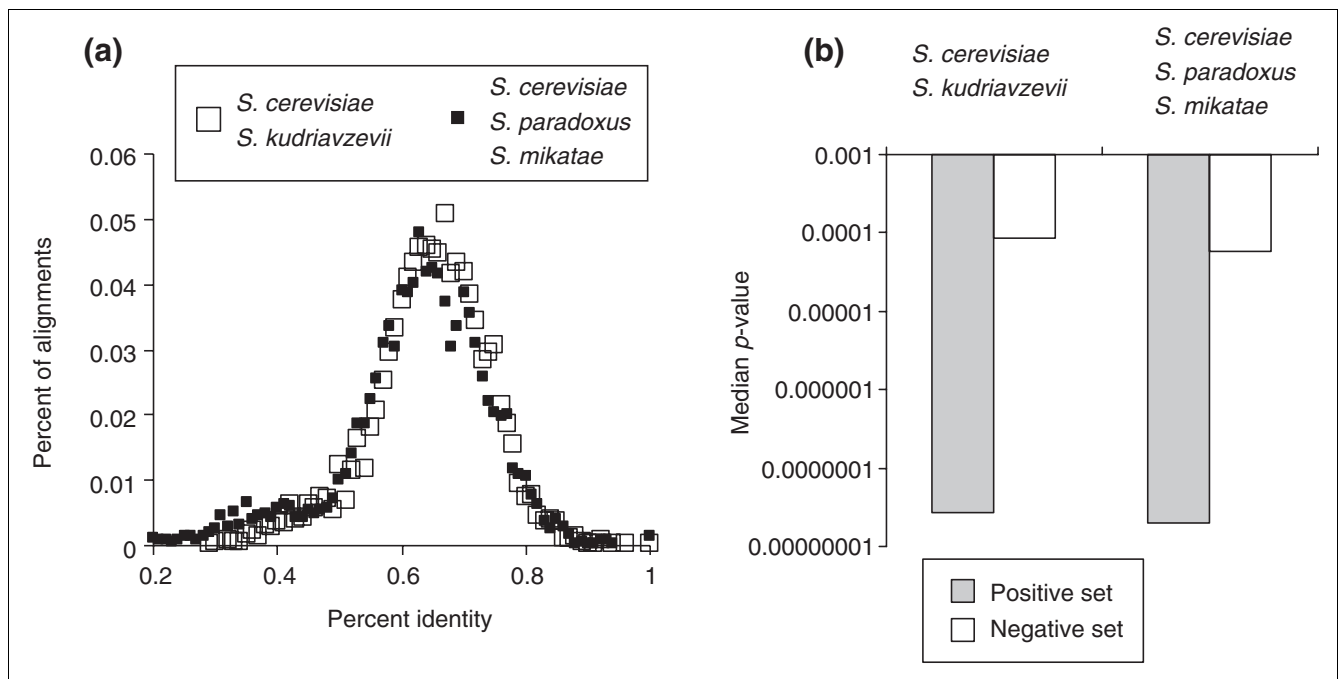 (a)
S. cerevisiae
S. kudriavzevii
S. cerevisiae
S. paradoxus
S. mikatae
0.06
0.05
0.04
0.03
0.02
0.01
0
0.2
0.4
0.6
0.8
1
Percent of alignments
Percent identity
(b)
S. cerevisiae
S. kudriavzevii
S. cerevisiae
S. paradoxus
S. mikatae
0.001
0.0001
0.00001
0.000001
0.0000001
0.00000001
Median p-value
Positive set
Negative set